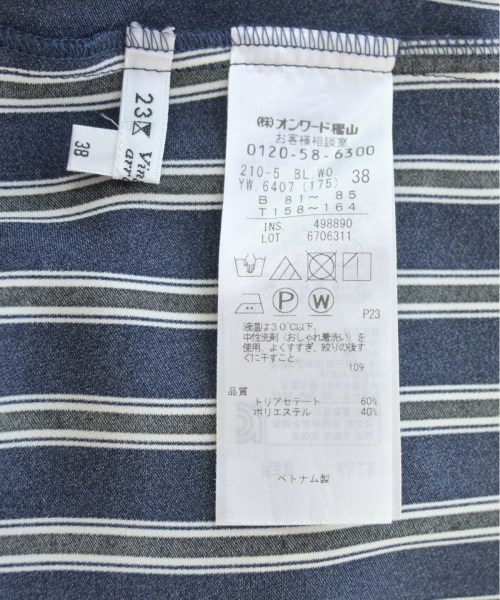 23区
38
(株) オンワード樫山
お客様相談室
0120-58-6300
210-5 BL.WO. 38
YW.6407 (175)
B 81～ 85
T158～164
INS. 498890
LOT 6706311
P W
P23
液温は30℃以下。
中性洗剤（おしゃれ着洗い）を
使用。よくすすぎ、絞りの後す
ぐに干すこと。
109
品質
トリアセテート 60%
ポリエステル 40%
ベトナム製